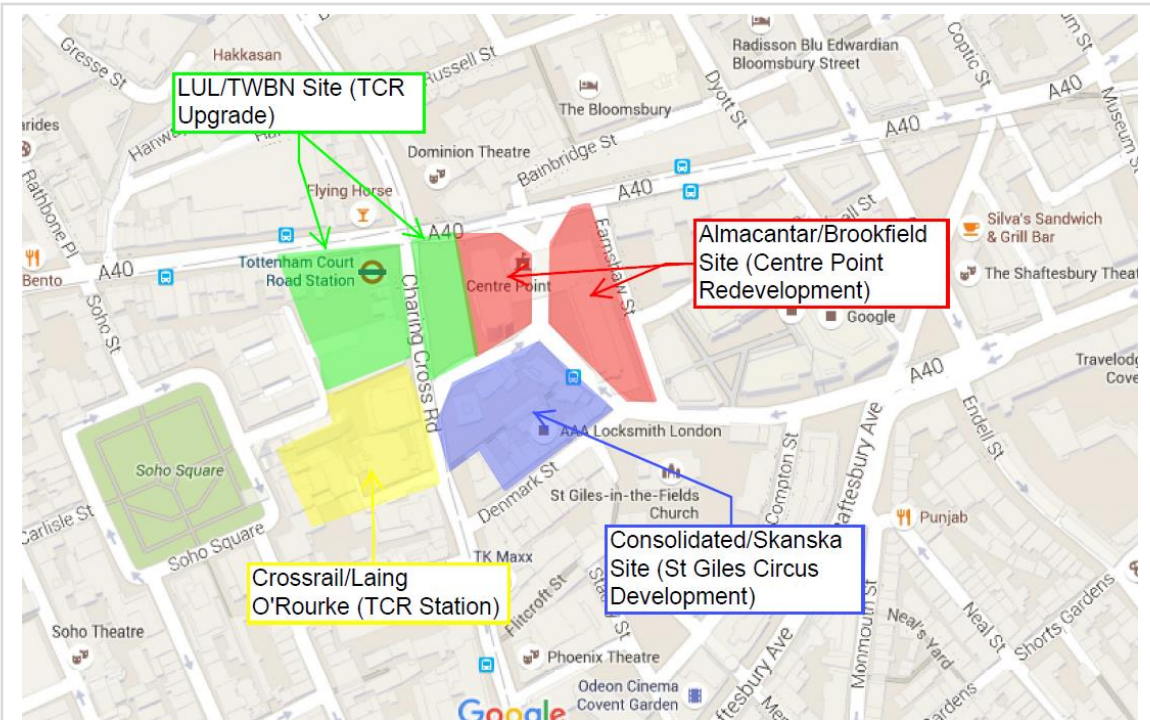 Gresse St
Hakkasan
Russell St
Radisson Blu Edwardian
Bloomsbury Street
Coptic St
Museum St
LUL/TWBN Site (TCR
Upgrade)
The Bloomsbury
Dyott St
A40
Rathbone Pl
Dominion Theatre
Bainbridge St
Flying Horse
A40
A40
Silva's Sandwich
& Grill Bar
Bento
A40
Tottenham Court
Road Station
Centre Point
Earnshaw St
Almacantar/Brookfield
Site (Centre Point
Redevelopment)
The Shaftesbury Theat
Soho St
Charing Cross Rd
Google
Travelodg
Cove
A40
Endell St
AAA Locksmith London
Soho Square
Denmark St
St Giles-in-the-Fields
Church
Compton St
aftesbury Ave
Punjab
Carlisle St
Soho Square
TK Maxx
Consolidated/Skanska
Site (St Giles Circus
Development)
Crossrail/Laing
O'Rourke (TCR Station)
Flitcroft St
Soho Theatre
Phoenix Theatre
Monmouth St
Neal's Yard
Neal St
Shorts Gardens
Odeon Cinema
Covent Garden
ftesbury Ave
Google
ardens